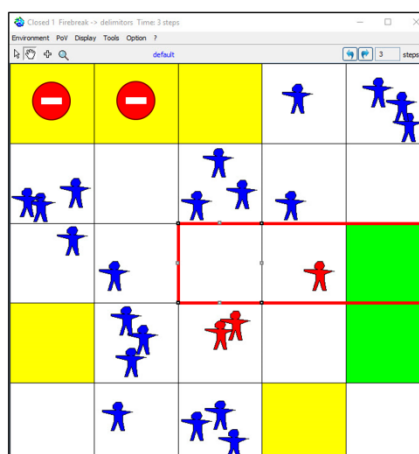 Closed 1 Firebreak -> delimitors Time: 3 steps
Environment PoV Display Tools Option ?
default
3 steps